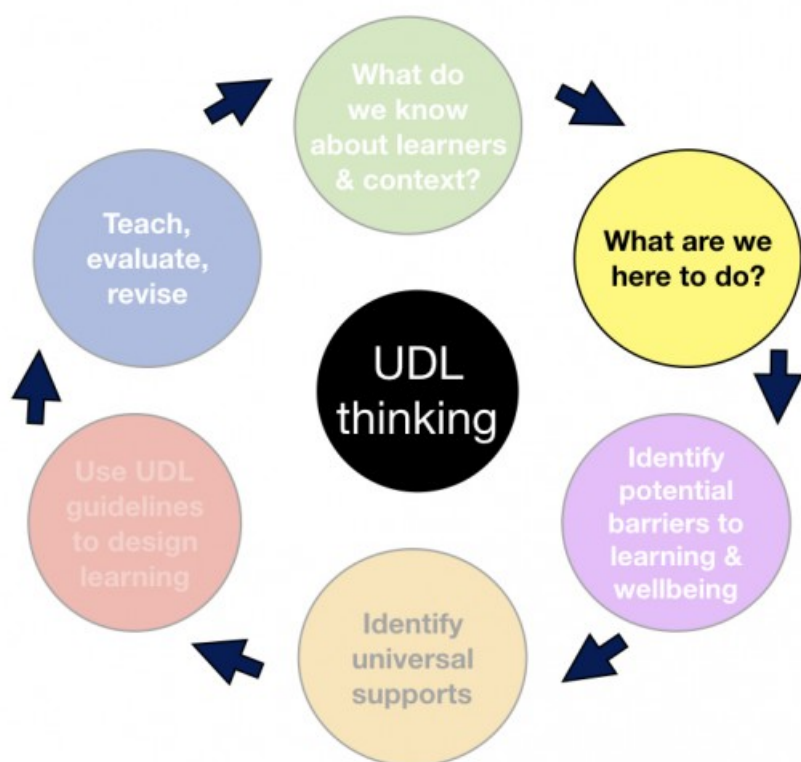 What do
we know
about learners
& context?
What are we
here to do?
Identify
potential
barriers to
learning &
wellbeing
Identify
universal
supports
Use UDL
guidelines
to design
learning
Teach,
evaluate,
revise
UDL
thinking